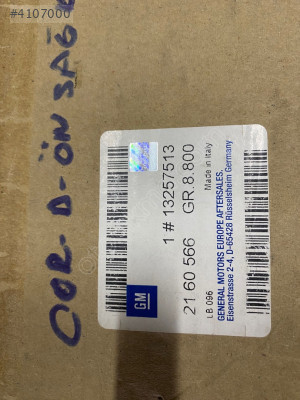 #4107000
COR-D-ÖN SAĞ
1 # 13257513
21 60 566 GR.8.800
Made in Italy
LB 096
GENERAL MOTORS EUROPE AFTERSALES.
Eisenstrasse 2-4, D-65428 Rüsselsheim Germany
GM